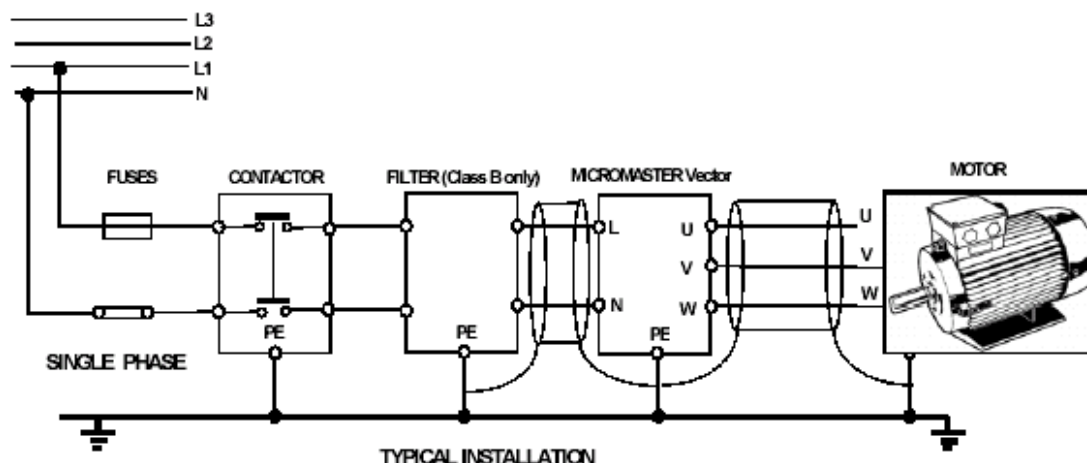 L3
L2
L1
N
FUSES
CONTACTOR
FILTER (Class B only)
MICROMASTER Vector
MOTOR
L
U
U
V
V
N
W
W
PE
PE
PE
SINGLE PHASE
TYPICAL INSTALLATION